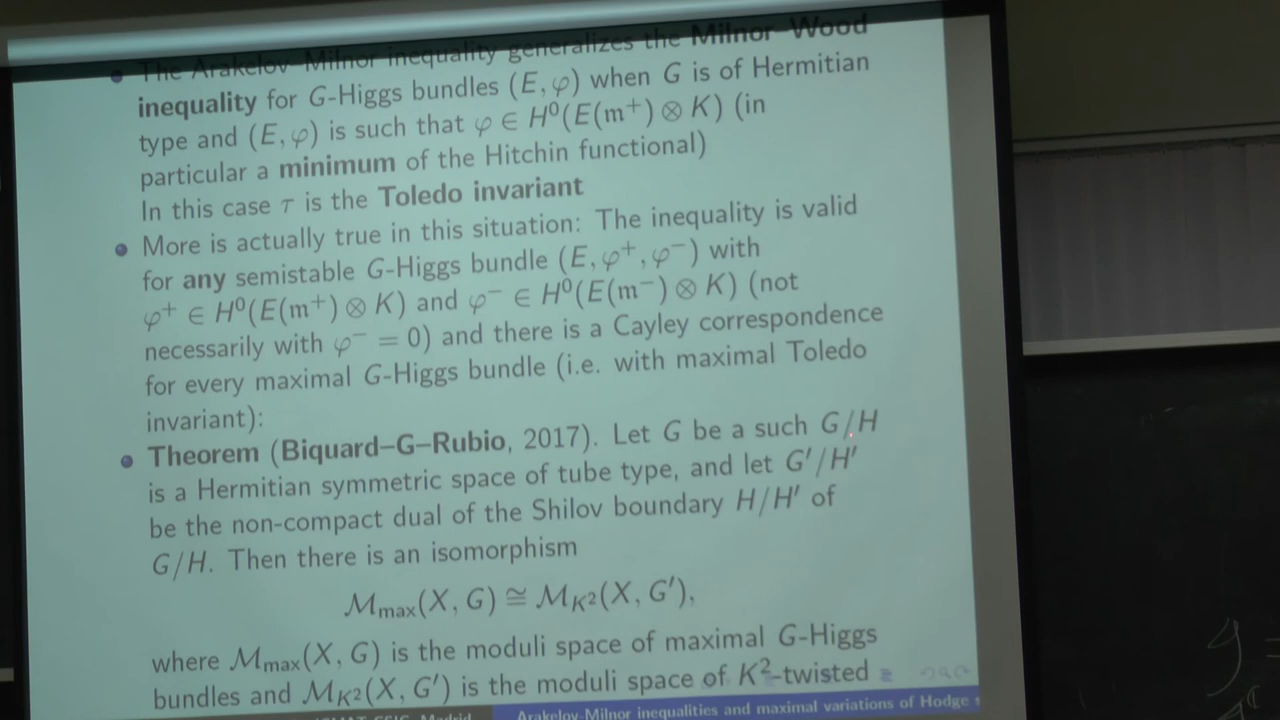 The Arakelov–Milnor inequality generalizes the Milnor–Wood
inequality for G-Higgs bundles (E, φ) when G is of Hermitian
type and (E, φ) is such that φ ∈ H⁰(E(m⁺) ⊗ K) (in
particular a minimum of the Hitchin functional)
In this case τ is the Toledo invariant
More is actually true in this situation: The inequality is valid
for any semistable G-Higgs bundle (E, φ⁺, φ⁻) with
φ⁺ ∈ H⁰(E(m⁺) ⊗ K) and φ⁻ ∈ H⁰(E(m⁻) ⊗ K) (not
necessarily with φ⁻ = 0) and there is a Cayley correspondence
for every maximal G-Higgs bundle (i.e. with maximal Toledo
invariant):
Theorem (Biquard–G–Rubio, 2017). Let G be a such G/H
is a Hermitian symmetric space of tube type, and let G′/H′
be the non-compact dual of the Shilov boundary H/H′ of
G/H. Then there is an isomorphism
ℳmax(X, G) ≅ ℳK²(X, G′),
where ℳmax(X, G) is the moduli space of maximal G-Higgs
bundles and ℳK²(X, G′) is the moduli space of K²-twisted
Madrid
Arakelov-Milnor inequalities and maximal variations of Hodge s